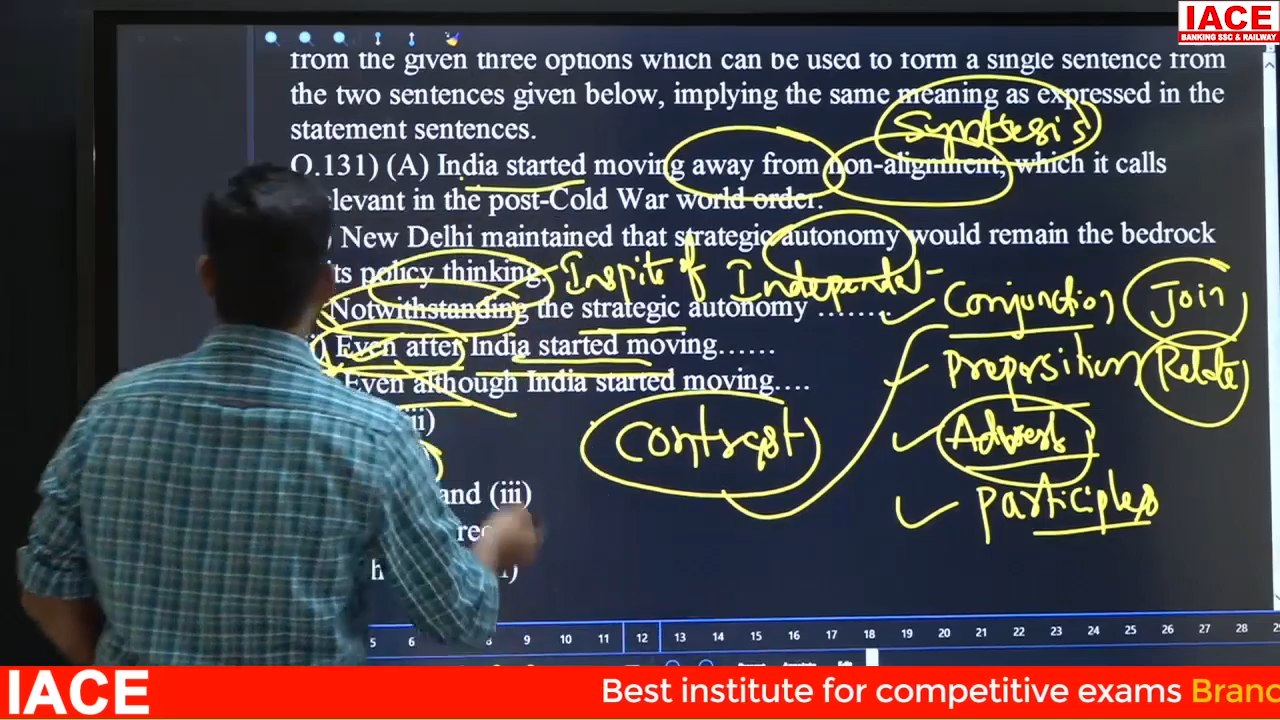 IACE
BANKING SSC & RAILWAY
from the given three options which can be used to form a single sentence from
the two sentences given below, implying the same meaning as expressed in the
statement sentences.
Synthesis
Q.131) (A) India started moving away from non-alignment, which it calls
relevant in the post-Cold War world order.
) New Delhi maintained that strategic autonomy would remain the bedrock
its policy thinking.
Inspite of Independent
Notwithstanding the strategic autonomy ........
Conjunction Join
) Even after India started moving......
Preposition Relate
Even although India started moving....
ii)
Contrast
Adverb
and (iii)
participles
5 6 8 9 10 11 12 13 14 15 16 17 18 19 20 21 22 23 24 25 26 27 28
IACE
Best institute for competitive exams Branc